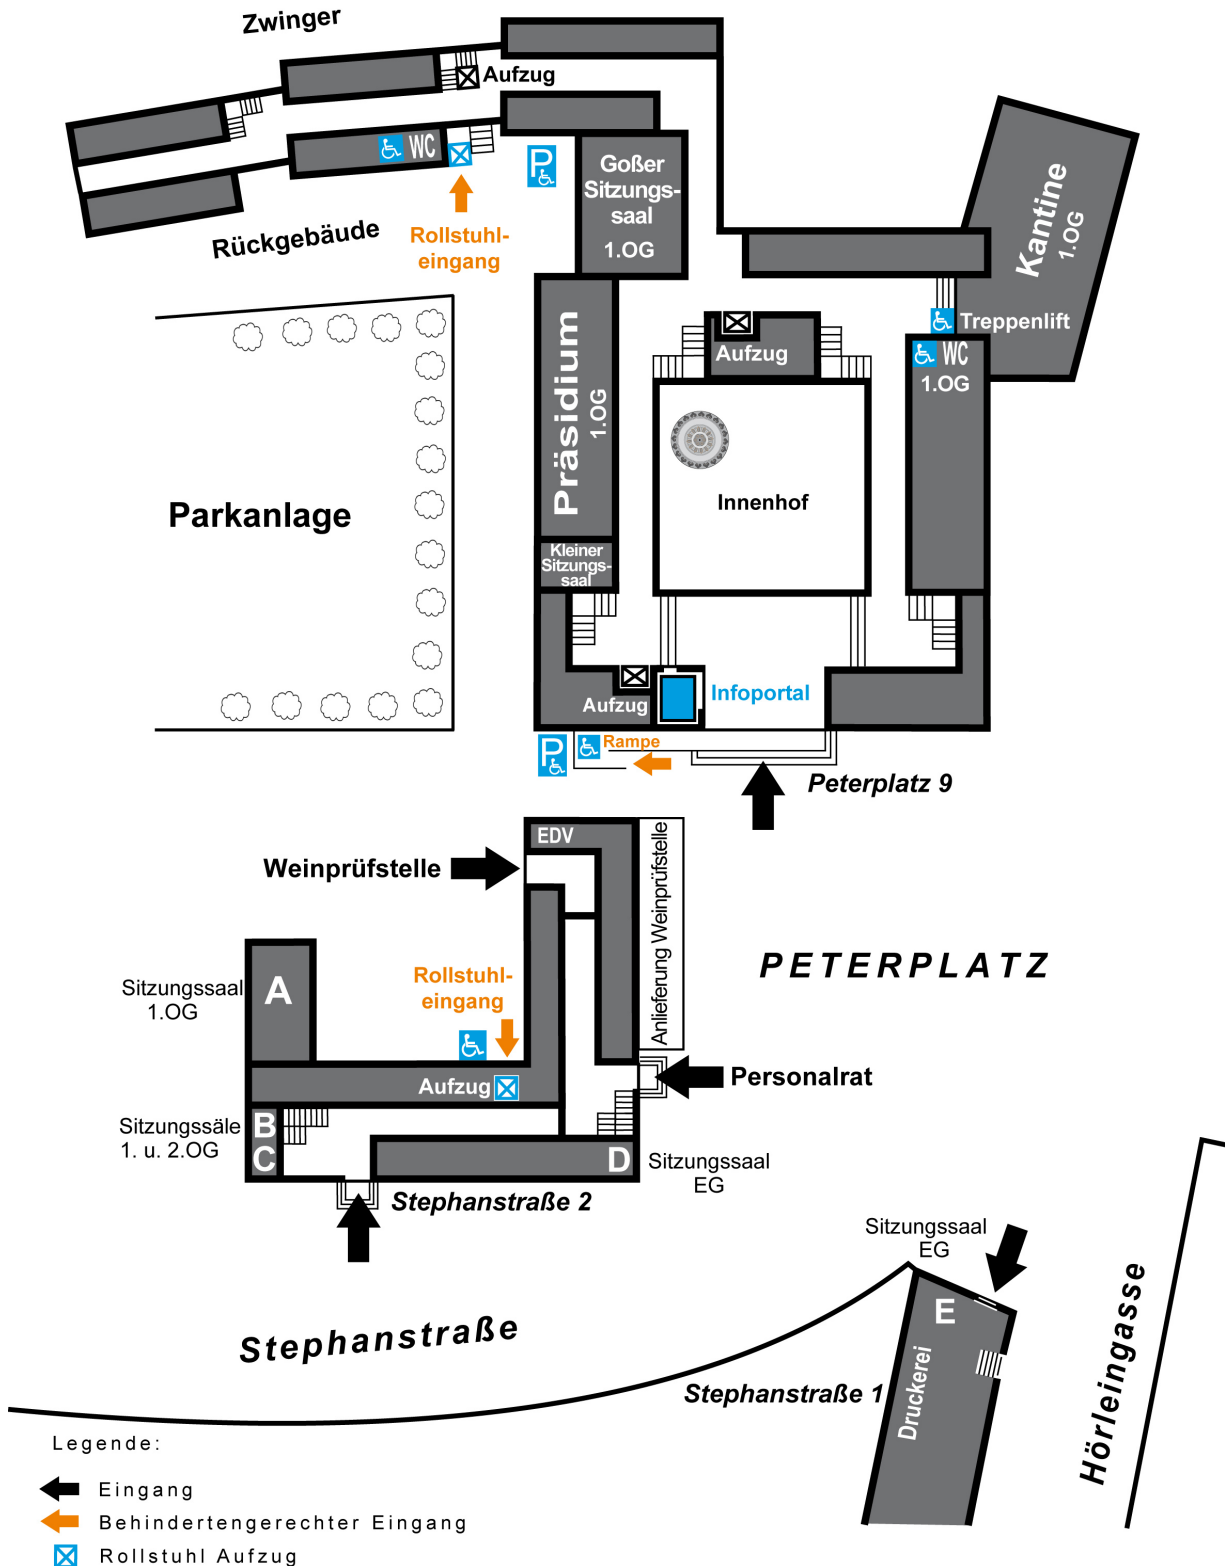 Zwinger
Aufzug
WC
P
Goßer
Sitzungs-
saal
1.OG
Rückgebäude
Rollstuhl-
eingang
Kantine
1.OG
Treppenlift
WC
1.OG
Aufzug
Präsidium
1.OG
Parkanlage
Innenhof
Kleiner
Sitzungs-
saal
Aufzug
Infoportal
P
Rampe
Peterplatz 9
EDV
Weinprüfstelle
Anlieferung Weinprüfstelle
PETERPLATZ
Sitzungssaal
1.OG
A
Rollstuhl-
eingang
Aufzug
Personalrat
Sitzungssäle
1. u. 2.OG
B
C
D
Sitzungssaal
EG
Stephanstraße 2
Sitzungssaal
EG
E
Stephanstraße
Druckerei
Stephanstraße 1
Hörleingasse
Legende:
Eingang
Behindertengerechter Eingang
Rollstuhl Aufzug